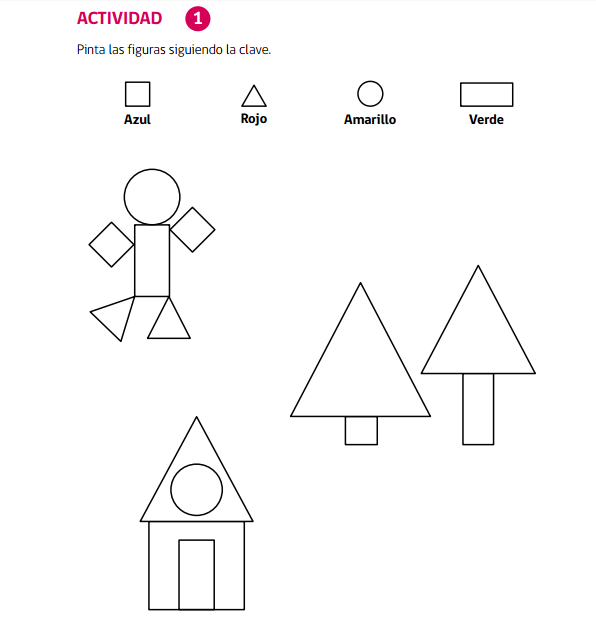 ACTIVIDAD 1
Pinta las figuras siguiendo la clave.
Azul Rojo Amarillo Verde